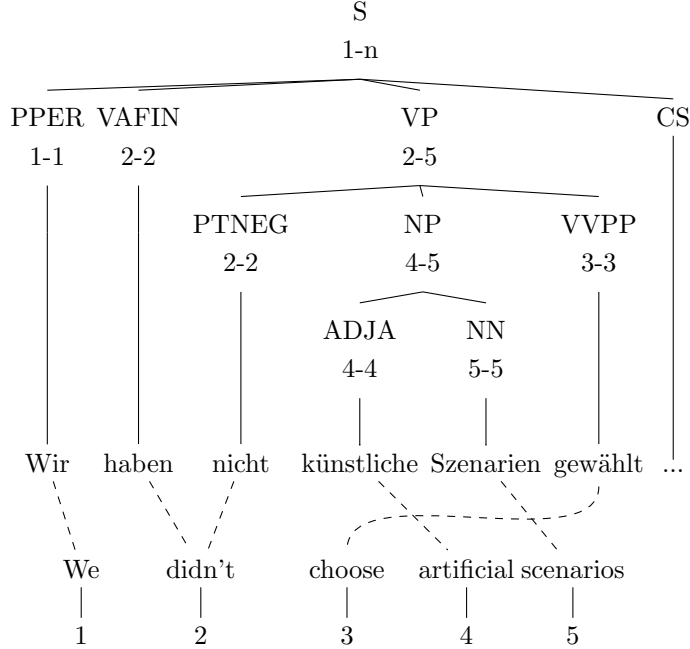 S
1-n
PPER VAFIN VP CS
1-1 2-2 2-5
PTNEG NP VVPP
2-2 4-5 3-3
ADJA NN
4-4 5-5
Wir haben nicht künstliche Szenarien gewählt ...
We didn't choose artificial scenarios
1 2 3 4 5